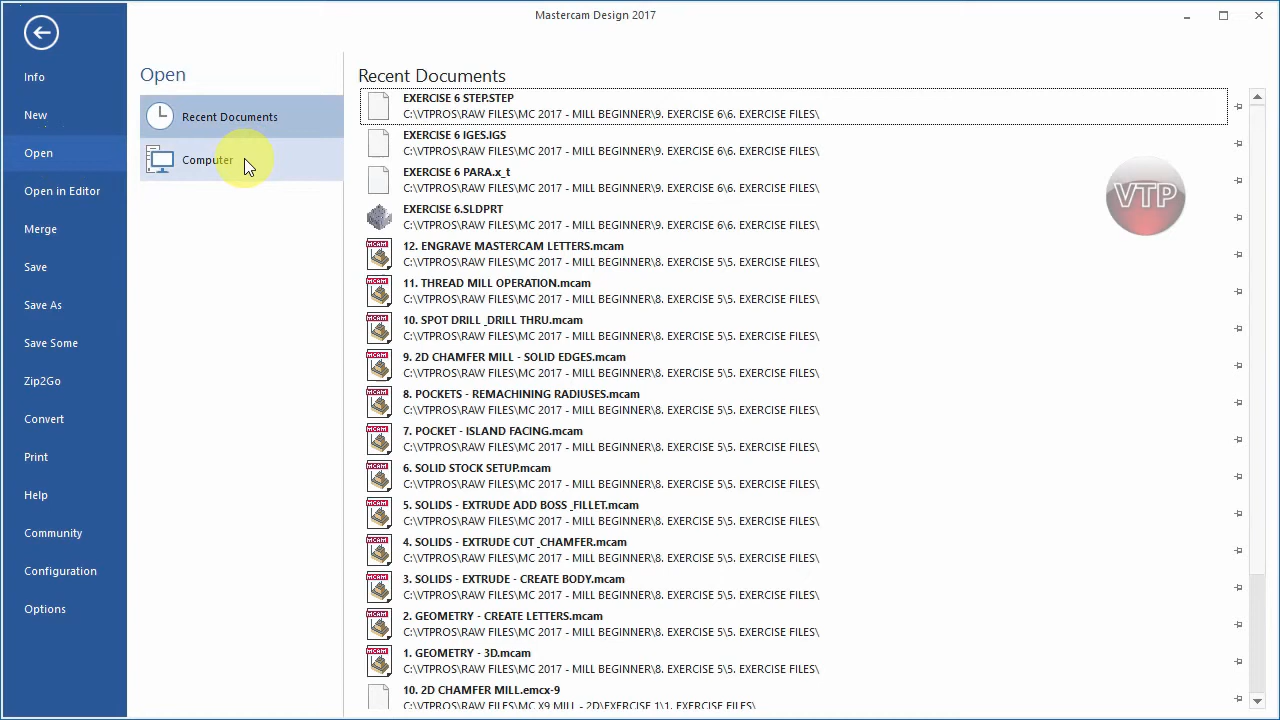 Mastercam Design 2017
Info
New
Open
Open in Editor
Merge
Save
Save As
Save Some
Zip2Go
Convert
Print
Help
Community
Configuration
Options
Open
Recent Documents
Computer
Recent Documents
EXERCISE 6 STEP.STEP
C:\VTPROS\RAW FILES\MC 2017 - MILL BEGINNER\9. EXERCISE 6\6. EXERCISE FILES\
EXERCISE 6 IGES.IGS
C:\VTPROS\RAW FILES\MC 2017 - MILL BEGINNER\9. EXERCISE 6\6. EXERCISE FILES\
EXERCISE 6 PARA.x_t
C:\VTPROS\RAW FILES\MC 2017 - MILL BEGINNER\9. EXERCISE 6\6. EXERCISE FILES\
EXERCISE 6.SLDPRT
C:\VTPROS\RAW FILES\MC 2017 - MILL BEGINNER\9. EXERCISE 6\6. EXERCISE FILES\
12. ENGRAVE MASTERCAM LETTERS.mcam
C:\VTPROS\RAW FILES\MC 2017 - MILL BEGINNER\8. EXERCISE 5\5. EXERCISE FILES\
11. THREAD MILL OPERATION.mcam
C:\VTPROS\RAW FILES\MC 2017 - MILL BEGINNER\8. EXERCISE 5\5. EXERCISE FILES\
10. SPOT DRILL _DRILL THRU.mcam
C:\VTPROS\RAW FILES\MC 2017 - MILL BEGINNER\8. EXERCISE 5\5. EXERCISE FILES\
9. 2D CHAMFER MILL - SOLID EDGES.mcam
C:\VTPROS\RAW FILES\MC 2017 - MILL BEGINNER\8. EXERCISE 5\5. EXERCISE FILES\
8. POCKETS - REMACHINING RADIUSES.mcam
C:\VTPROS\RAW FILES\MC 2017 - MILL BEGINNER\8. EXERCISE 5\5. EXERCISE FILES\
7. POCKET - ISLAND FACING.mcam
C:\VTPROS\RAW FILES\MC 2017 - MILL BEGINNER\8. EXERCISE 5\5. EXERCISE FILES\
6. SOLID STOCK SETUP.mcam
C:\VTPROS\RAW FILES\MC 2017 - MILL BEGINNER\8. EXERCISE 5\5. EXERCISE FILES\
5. SOLIDS - EXTRUDE ADD BOSS _FILLET.mcam
C:\VTPROS\RAW FILES\MC 2017 - MILL BEGINNER\8. EXERCISE 5\5. EXERCISE FILES\
4. SOLIDS - EXTRUDE CUT _CHAMFER.mcam
C:\VTPROS\RAW FILES\MC 2017 - MILL BEGINNER\8. EXERCISE 5\5. EXERCISE FILES\
3. SOLIDS - EXTRUDE - CREATE BODY.mcam
C:\VTPROS\RAW FILES\MC 2017 - MILL BEGINNER\8. EXERCISE 5\5. EXERCISE FILES\
2. GEOMETRY - CREATE LETTERS.mcam
C:\VTPROS\RAW FILES\MC 2017 - MILL BEGINNER\8. EXERCISE 5\5. EXERCISE FILES\
1. GEOMETRY - 3D.mcam
C:\VTPROS\RAW FILES\MC 2017 - MILL BEGINNER\8. EXERCISE 5\5. EXERCISE FILES\
10. 2D CHAMFER MILL.emcx-9
C:\VTPROS\RAW FILES\MC X9 MILL - 2D\EXERCISE 1\1. EXERCISE FILES\
VTP